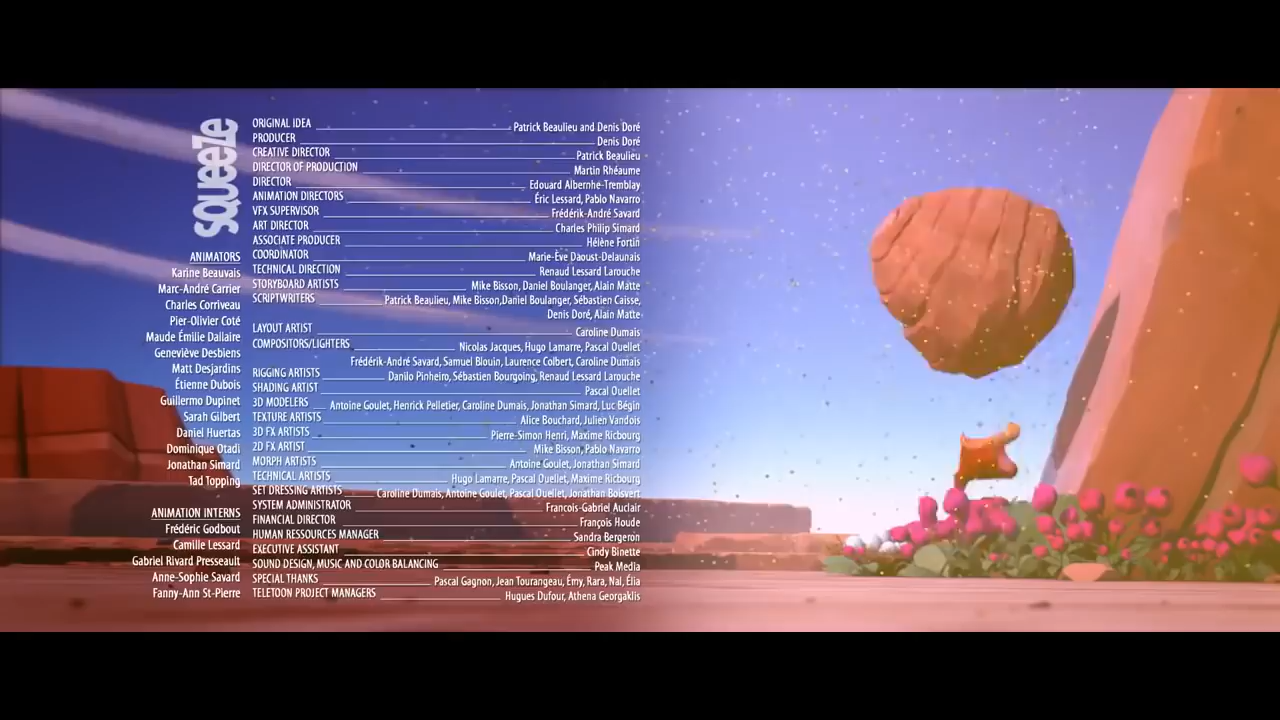 squeeze
ANIMATORS
Karine Beauvais
Marc-André Carrier
Charles Corriveau
Pier-Olivier Coté
Maude Émilie Dallaire
Geneviève Desbiens
Matt Desjardins
Étienne Dubois
Guillermo Dupinet
Sarah Gilbert
Daniel Huertas
Dominique Otadi
Jonathan Simard
Tad Topping
ANIMATION INTERNS
Frédéric Godbout
Camille Lessard
Gabriel Rivard Presseault
Anne-Sophie Savard
Fanny-Ann St-Pierre
ORIGINAL IDEA Patrick Beaulieu and Denis Doré
PRODUCER Denis Doré
CREATIVE DIRECTOR Patrick Beaulieu
DIRECTOR OF PRODUCTION Martin Rhéaume
DIRECTOR Edouard Albernhe-Tremblay
ANIMATION DIRECTORS Éric Lessard, Pablo Navarro
VFX SUPERVISOR Frédérik-André Savard
ART DIRECTOR Charles Philip Simard
ASSOCIATE PRODUCER Hélène Fortin
COORDINATOR Marie-Ève Daoust-Delaunais
TECHNICAL DIRECTION Renaud Lessard Larouche
STORYBOARD ARTISTS Mike Bisson, Daniel Boulanger, Alain Matte
SCRIPTWRITERS Patrick Beaulieu, Mike Bisson,Daniel Boulanger, Sébastien Caisse,
Denis Doré, Alain Matte
LAYOUT ARTIST Caroline Dumais
COMPOSITORS/LIGHTERS Nicolas Jacques, Hugo Lamarre, Pascal Ouellet
Frédérik-André Savard, Samuel Blouin, Laurence Colbert, Caroline Dumais
RIGGING ARTISTS Danilo Pinheiro, Sébastien Bourgoing, Renaud Lessard Larouche
SHADING ARTIST Pascal Ouellet
3D MODELERS Antoine Goulet, Henrick Pelletier, Caroline Dumais, Jonathan Simard, Luc Bégin
TEXTURE ARTISTS Alice Bouchard, Julien Vandois
3D FX ARTISTS Pierre-Simon Henri, Maxime Ricbourg
2D FX ARTIST Mike Bisson, Pablo Navarro
MORPH ARTISTS Antoine Goulet, Jonathan Simard
TECHNICAL ARTISTS Hugo Lamarre, Pascal Ouellet, Maxime Ricbourg
SET DRESSING ARTISTS Caroline Dumais, Antoine Goulet, Pascal Ouellet, Jonathan Boisvert
SYSTEM ADMINISTRATOR Francois-Gabriel Auclair
FINANCIAL DIRECTOR François Houde
HUMAN RESSOURCES MANAGER Sandra Bergeron
EXECUTIVE ASSISTANT Cindy Binette
SOUND DESIGN, MUSIC AND COLOR BALANCING Peak Media
SPECIAL THANKS Pascal Gagnon, Jean Tourangeau, Émy, Rara, Nal, Élia
TELETOON PROJECT MANAGERS Hugues Dufour, Athena Georgaklis